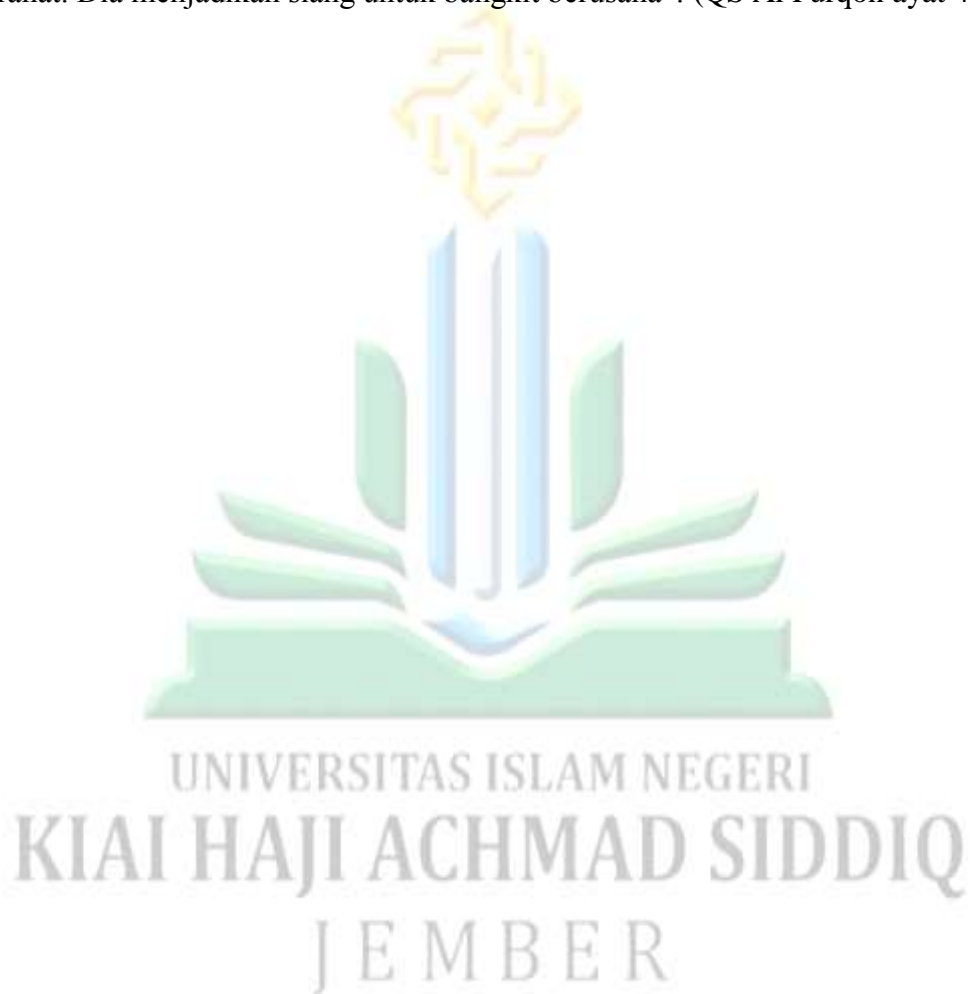 Dia menjadikan siang untuk bangkit berusaha". (QS Al Furqon ayat
UNIVERSITAS ISLAM NEGERI
KIAI HAJI ACHMAD SIDDIQ
JEMBER